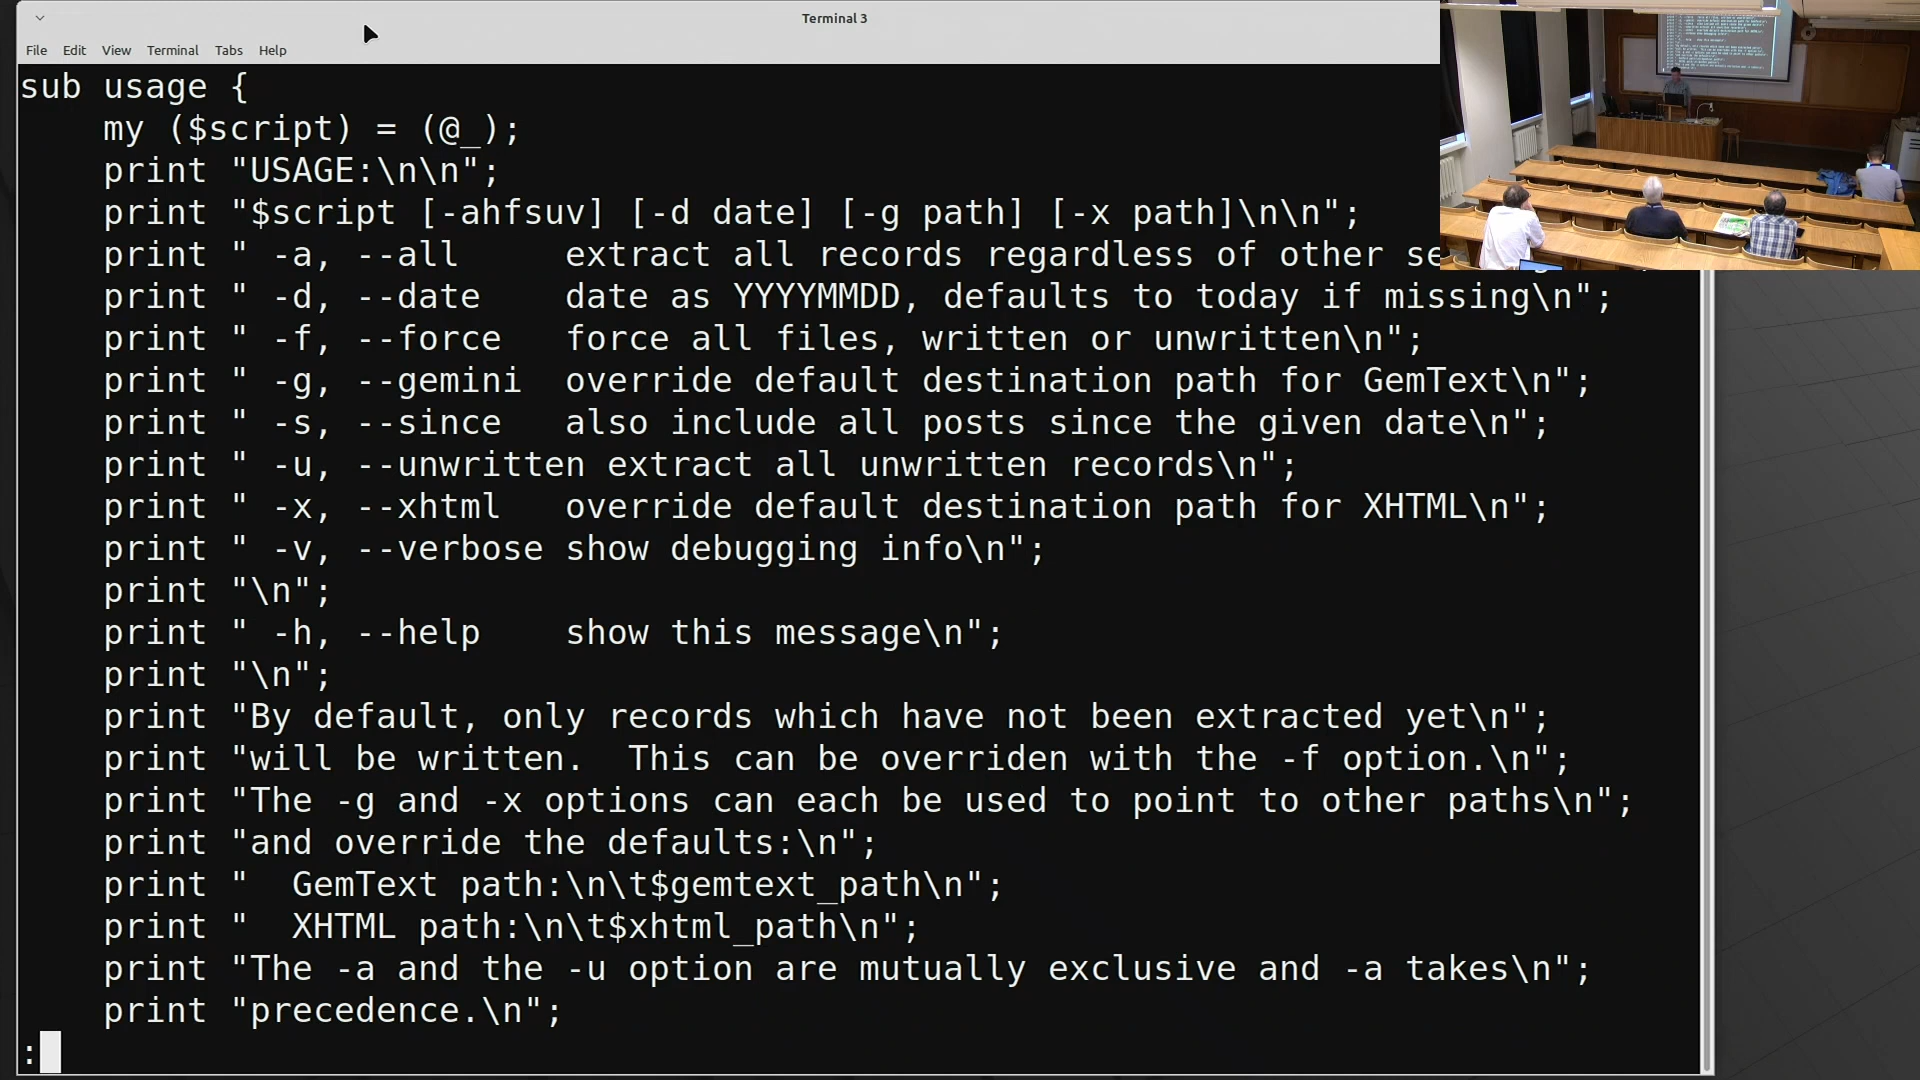 Terminal 3
File Edit View Terminal Tabs Help
sub usage {
    my ($script) = (@_);
    print "USAGE:\n\n";
    print "$script [-ahfsuv] [-d date] [-g path] [-x path]\n\n";
    print " -a, --all     extract all records regardless of other se
    print " -d, --date    date as YYYYMMDD, defaults to today if missing\n";
    print " -f, --force   force all files, written or unwritten\n";
    print " -g, --gemini  override default destination path for GemText\n";
    print " -s, --since   also include all posts since the given date\n";
    print " -u, --unwritten extract all unwritten records\n";
    print " -x, --xhtml   override default destination path for XHTML\n";
    print " -v, --verbose show debugging info\n";
    print "\n";
    print " -h, --help    show this message\n";
    print "\n";
    print "By default, only records which have not been extracted yet\n";
    print "will be written.  This can be overriden with the -f option.\n";
    print "The -g and -x options can each be used to point to other paths\n";
    print "and override the defaults:\n";
    print "  GemText path:\n\t$gemtext_path\n";
    print "  XHTML path:\n\t$xhtml_path\n";
    print "The -a and the -u option are mutually exclusive and -a takes\n";
    print "precedence.\n";
: